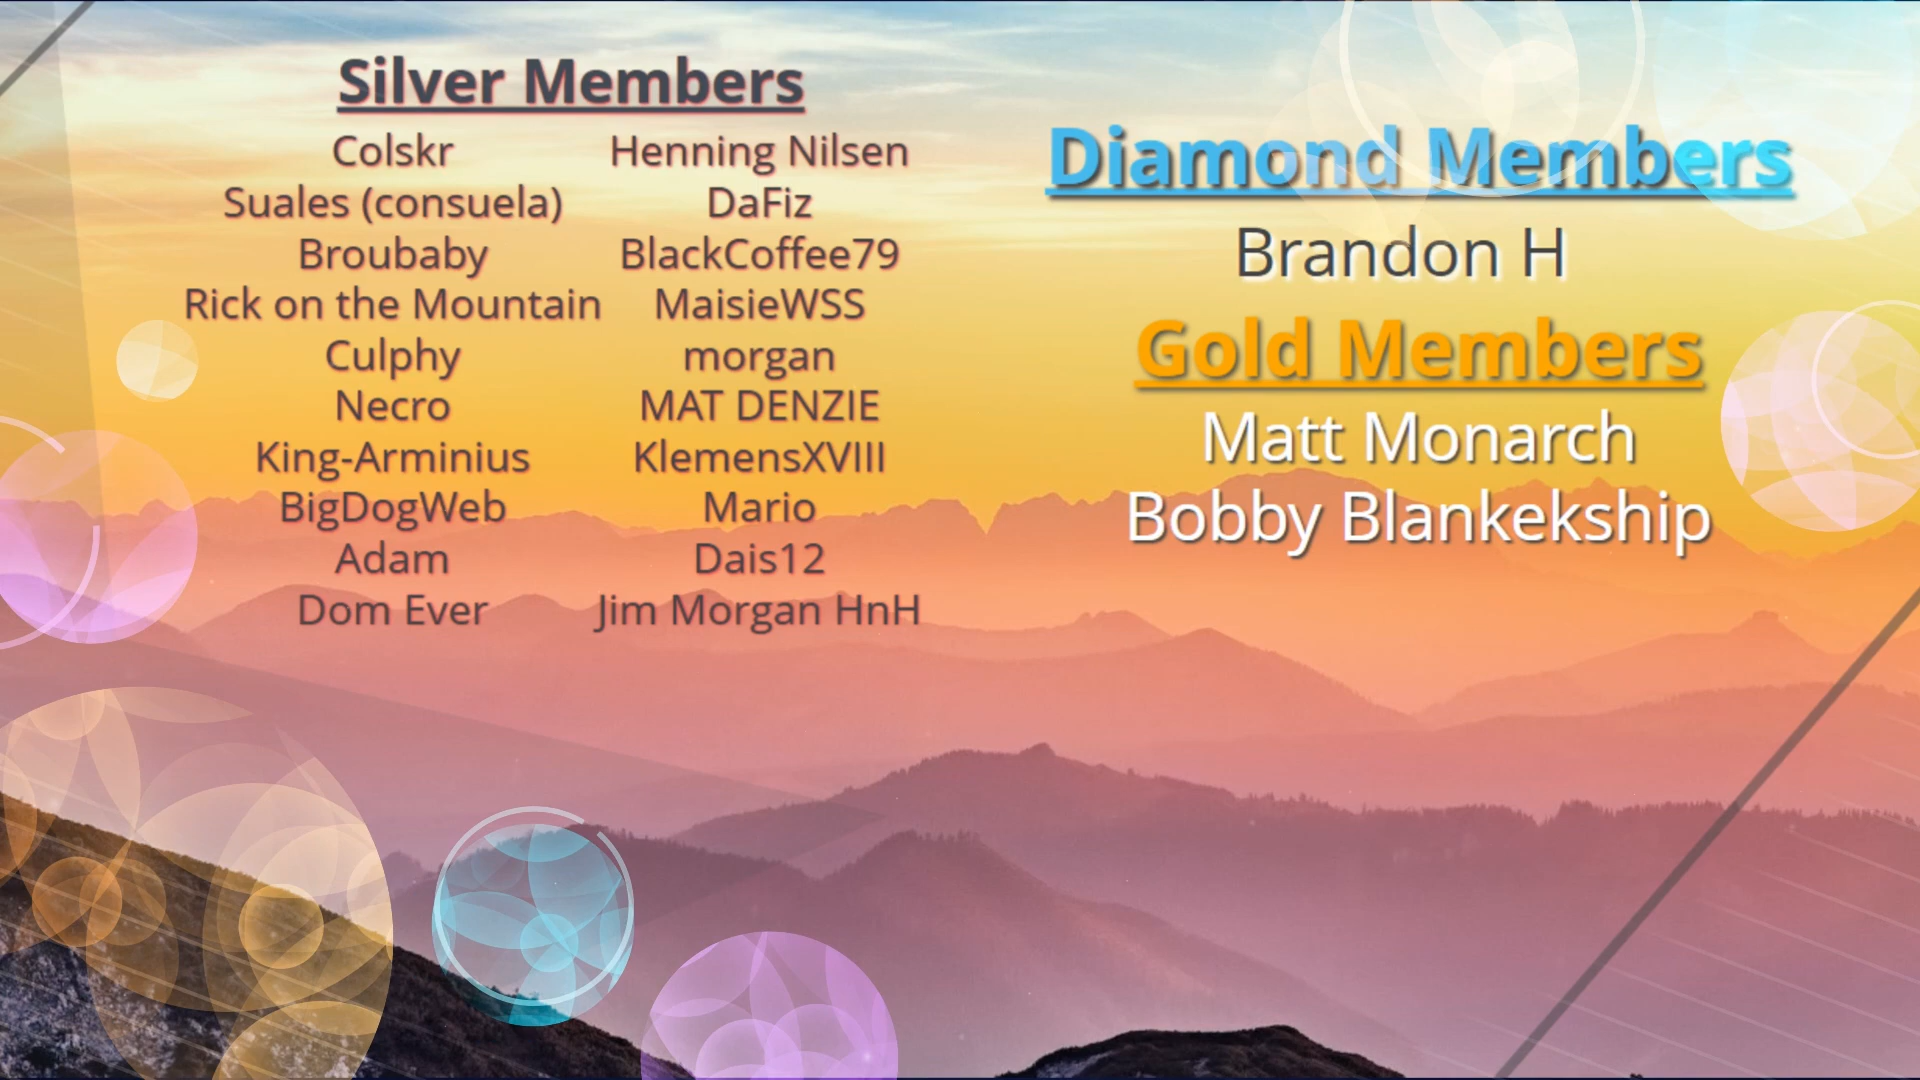 Silver Members
Colskr
Suales (consuela)
Broubaby
Rick on the Mountain
Culphy
Necro
King-Arminius
BigDogWeb
Adam
Dom Ever
Henning Nilsen
DaFiz
BlackCoffee79
MaisieWSS
morgan
MAT DENZIE
KlemensXVIII
Mario
Dais12
Jim Morgan HnH
Diamond Members
Brandon H
Gold Members
Matt Monarch
Bobby Blankekship